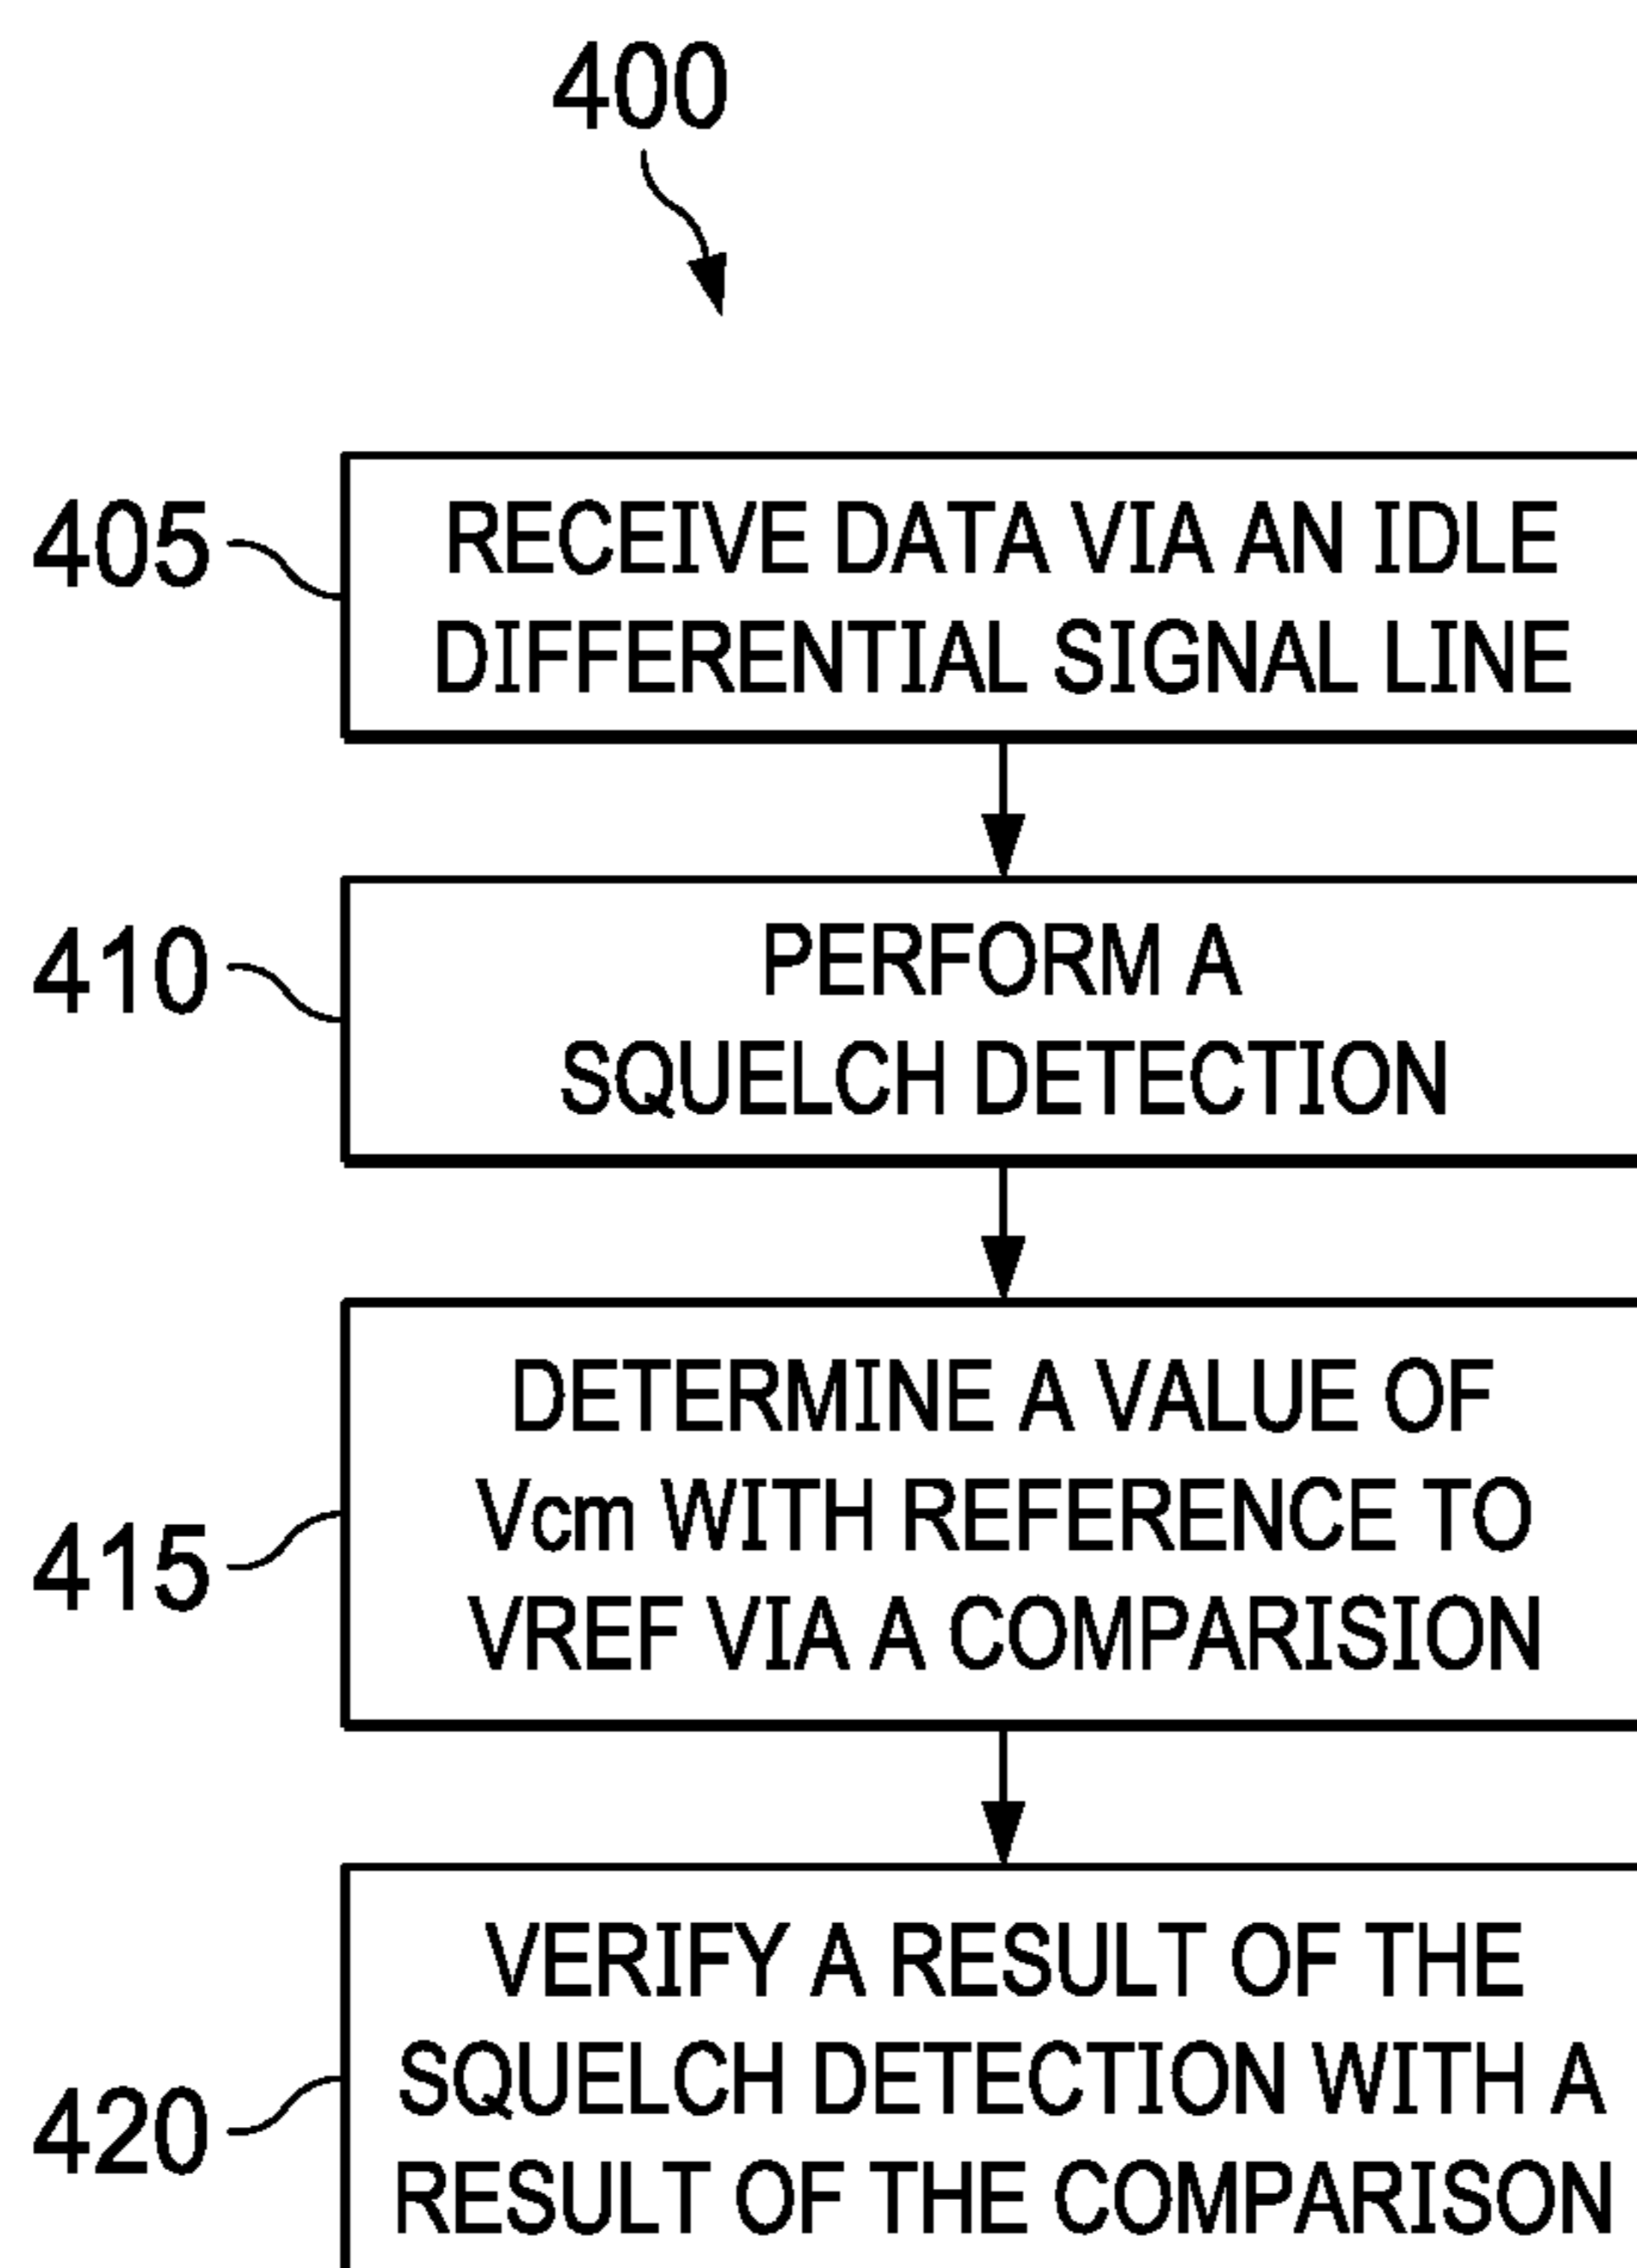 400
405
RECEIVE DATA VIA AN IDLE
DIFFERENTIAL SIGNAL LINE
410
PERFORM A
SQUELCH DETECTION
415
DETERMINE A VALUE OF
Vcm WITH REFERENCE TO
VREF VIA A COMPARISION
420
VERIFY A RESULT OF THE
SQUELCH DETECTION WITH A
RESULT OF THE COMPARISON